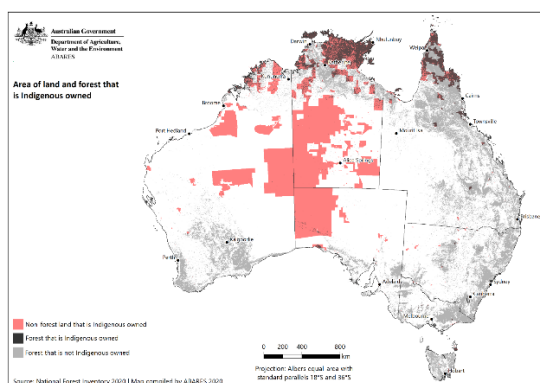 Australian Government
Department of Agriculture,
Water and the Environment
ABARES
Area of land and forest that
is Indigenous owned
Darwin
Nhulunbuy
Weipa
Kununurra
Cairns
Broome
Townsville
Port Hedland
Mount Isa
Alice Springs
Brisbane
Kalgoorlie
Perth
Adelaide
Sydney
Canberra
Melbourne
Hobart
Non-forest land that is Indigenous owned
Forest that is Indigenous owned
Forest that is not Indigenous owned
0 200 400 600 800
km
Projection: Albers equal area with
standard parallels 18°S and 36°S
Source: National Forest Inventory 2020 | Map compiled by ABARES 2020